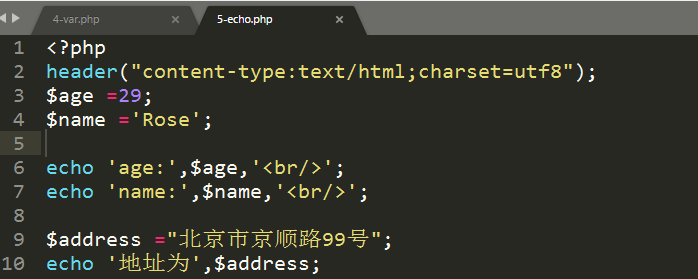 4-var.php × 5-echo.php ×
1 <?php
2 header("content-type:text/html;charset=utf8");
3 $age =29;
4 $name ='Rose';
5
6 echo 'age:',$age,'<br/>';
7 echo 'name:',$name,'<br/>';
8
9 $address ="北京市京顺路99号";
10 echo '地址为',$address;